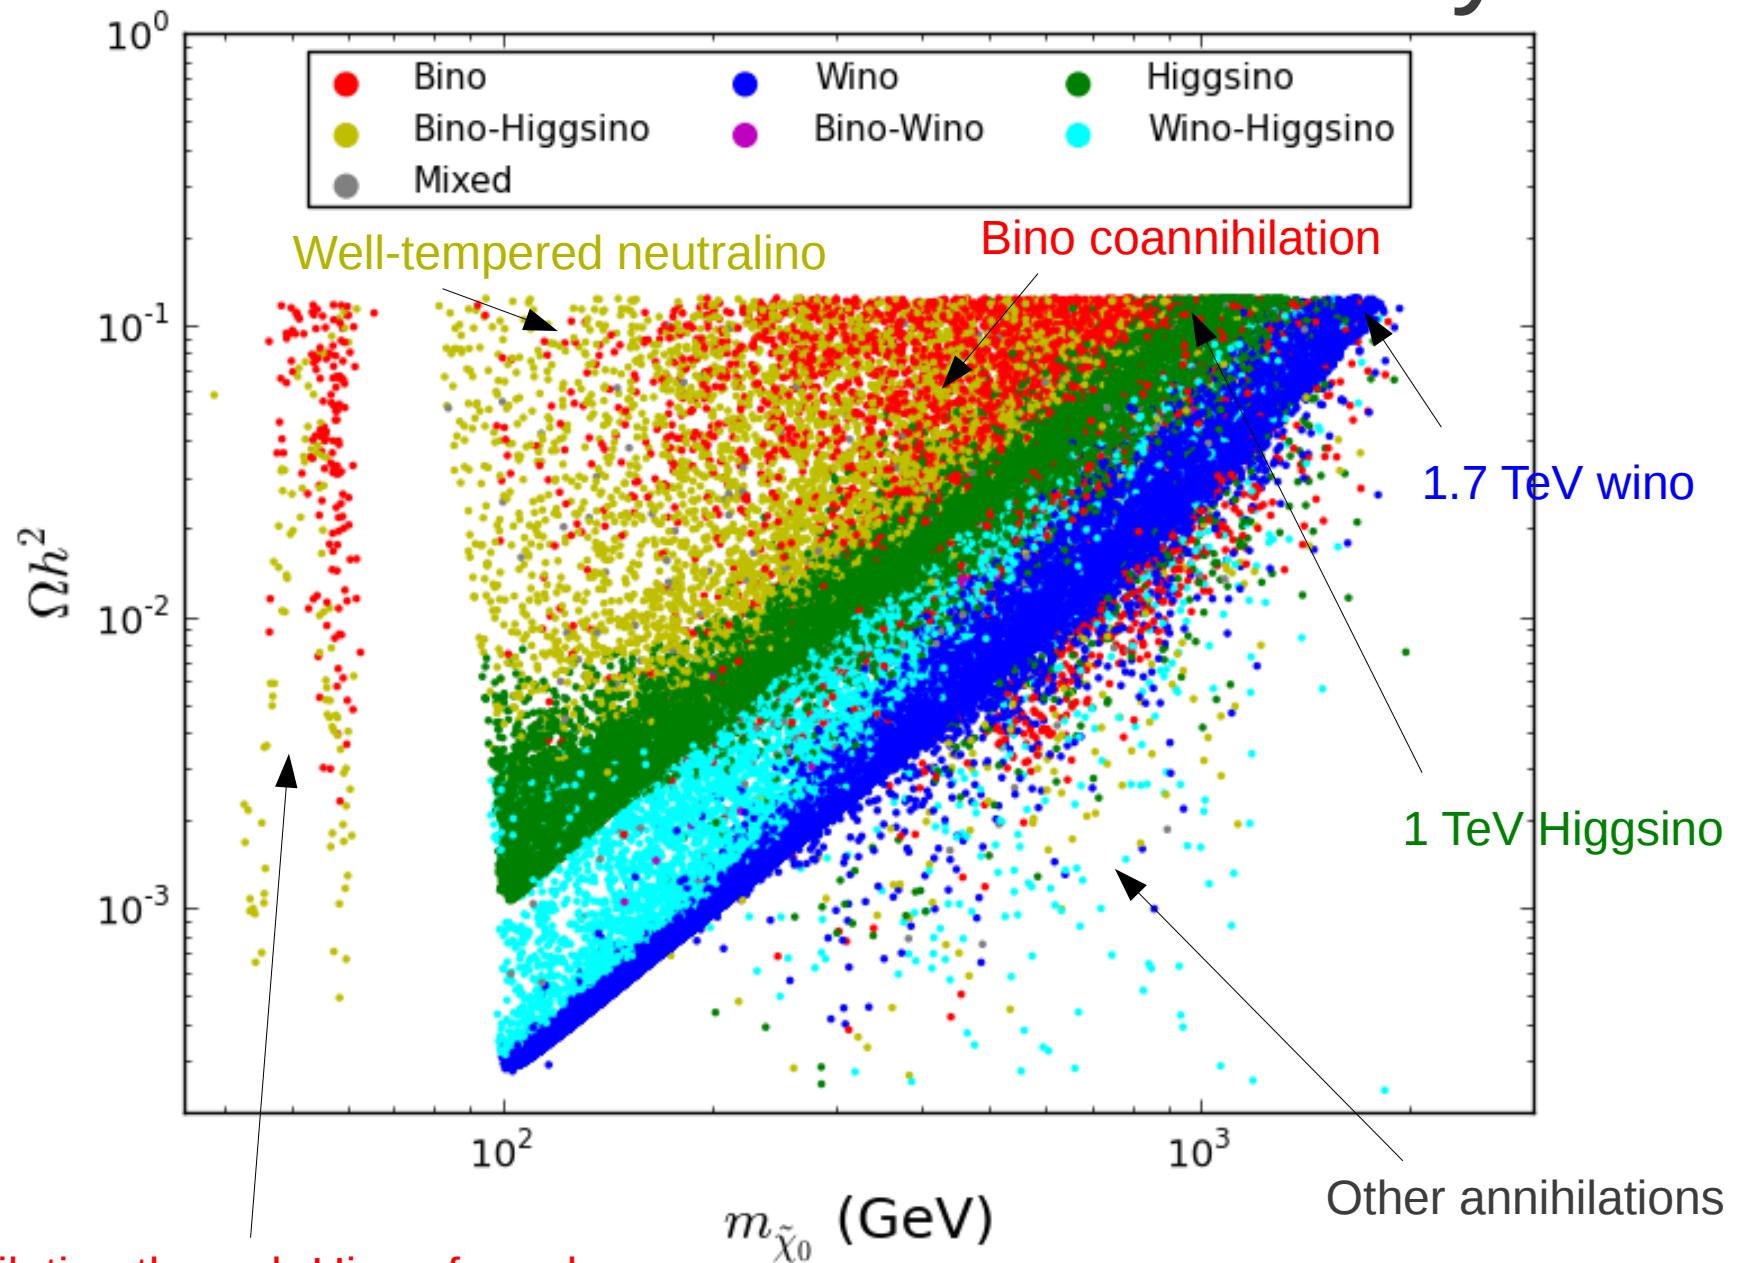 10^0
Bino Wino Higgsino
Bino-Higgsino Bino-Wino Wino-Higgsino
Mixed
Well-tempered neutralino
Bino coannihilation
10^-1
1.7 TeV wino
Ωh^2
10^-2
1 TeV Higgsino
10^-3
10^2 10^3
Other annihilations
m_χ̃0 (GeV)